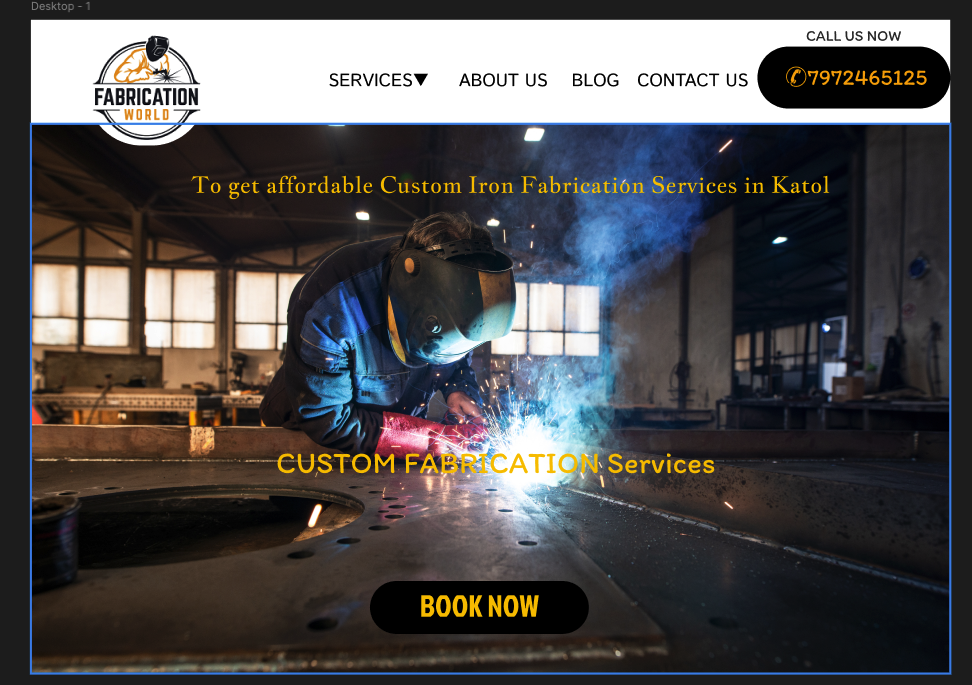 Desktop - 1
CALL US NOW
FABRICATION
WORLD
SERVICES▼ ABOUT US BLOG CONTACT US ✆7972465125
To get affordable Custom Iron Fabrication Services in Katol
CUSTOM FABRICATION Services
BOOK NOW